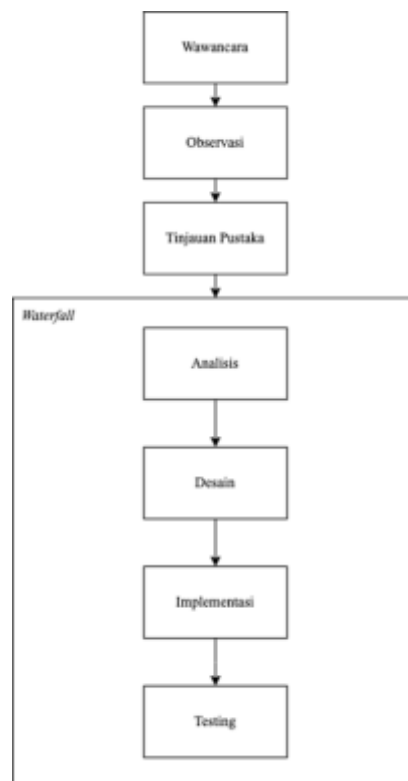 Wawancara
Observasi
Tinjauan Pustaka
Waterfall
Analisis
Desain
Implementasi
Testing